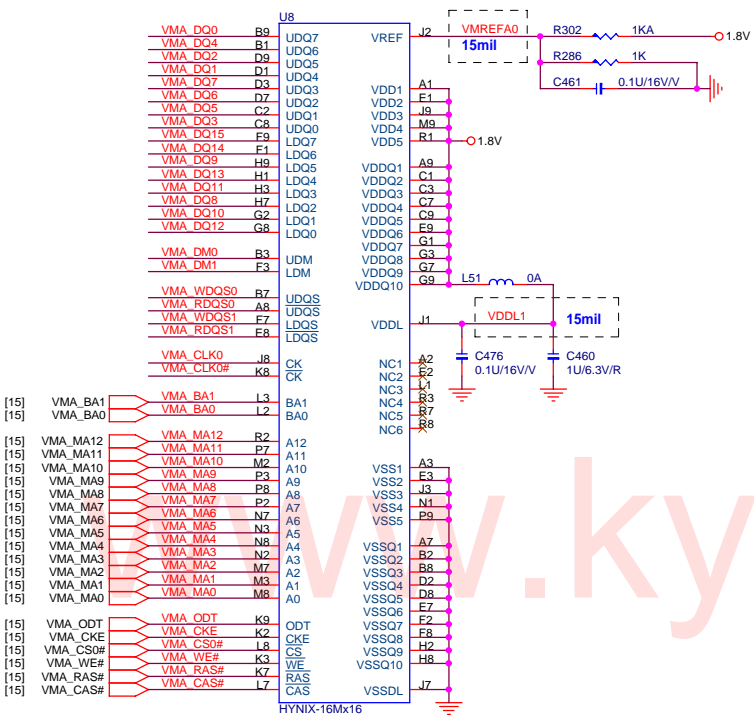 U8
VMA_DQ0 B9 UDQ7
VMA_DQ4 B1 UDQ6
VMA_DQ2 D9 UDQ5
VMA_DQ1 D1 UDQ4
VMA_DQ7 D3 UDQ3
VMA_DQ6 D7 UDQ2
VMA_DQ5 C2 UDQ1
VMA_DQ3 C8 UDQ0
VMA_DQ15 F9 LDQ7
VMA_DQ14 F1 LDQ6
VMA_DQ9 H9 LDQ5
VMA_DQ13 H1 LDQ4
VMA_DQ11 H3 LDQ3
VMA_DQ8 H7 LDQ2
VMA_DQ10 G2 LDQ1
VMA_DQ12 G8 LDQ0
VMA_DM0 B3 UDM
VMA_DM1 F3 LDM
VMA_WDQS0 B7 UDQS
VMA_RDQS0 A8 UDQS
VMA_WDQS1 F7 LDQS
VMA_RDQS1 E8 LDQS
VMA_CLK0 J8 CK
VMA_CLK0# K8 CK
[15] VMA_BA1 VMA_BA1 L3 BA1
[15] VMA_BA0 VMA_BA0 L2 BA0
[15] VMA_MA12 VMA_MA12 R2 A12
[15] VMA_MA11 VMA_MA11 P7 A11
[15] VMA_MA10 VMA_MA10 M2 A10
[15] VMA_MA9 VMA_MA9 P3 A9
[15] VMA_MA8 VMA_MA8 P8 A8
[15] VMA_MA7 VMA_MA7 P2 A7
[15] VMA_MA6 VMA_MA6 N7 A6
[15] VMA_MA5 VMA_MA5 N3 A5
[15] VMA_MA4 VMA_MA4 N8 A4
[15] VMA_MA3 VMA_MA3 N2 A3
[15] VMA_MA2 VMA_MA2 M7 A2
[15] VMA_MA1 VMA_MA1 M3 A1
[15] VMA_MA0 VMA_MA0 M8 A0
[15] VMA_ODT VMA_ODT K9 ODT
[15] VMA_CKE VMA_CKE K2 CKE
[15] VMA_CS0# VMA_CS0# L8 CS
[15] VMA_WE# VMA_WE# K3 WE
[15] VMA_RAS# VMA_RAS# K7 RAS
[15] VMA_CAS# VMA_CAS# L7 CAS
HYNIX-16Mx16
VREF J2 VMREFA0
15mil
R302 1KA 1.8V
R286 1K
C461 0.1U/16V/V
VDD1 A1
VDD2 E1
VDD3 J9
VDD4 M9
VDD5 R1 1.8V
VDDQ1 A9
VDDQ2 C1
VDDQ3 C3
VDDQ4 C7
VDDQ5 C9
VDDQ6 E9
VDDQ7 G1
VDDQ8 G3
VDDQ9 G7
VDDQ10 G9
L51 0A
VDDL J1 VDDL1 15mil
C476
0.1U/16V/V
C460
1U/6.3V/R
NC1 A2
NC2 E2
NC3 L1
NC4 R3
NC5 R7
NC6 R8
VSS1 A3
VSS2 E3
VSS3 J3
VSS4 N1
VSS5 P9
VSSQ1 A7
VSSQ2 B2
VSSQ3 B8
VSSQ4 D2
VSSQ5 D8
VSSQ6 E7
VSSQ7 F2
VSSQ8 F8
VSSQ9 H2
VSSQ10 H8
VSSDL J7
www.ky